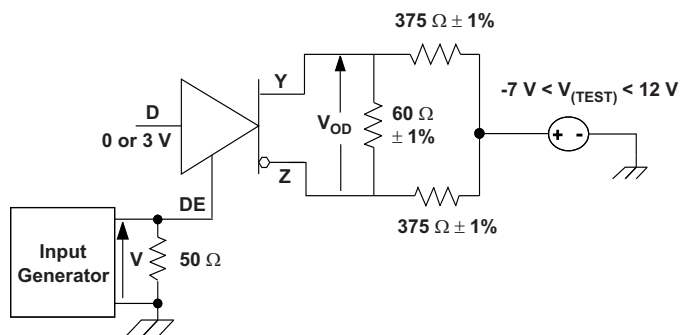 375 Ω ± 1%
Y
-7 V < V(TEST) < 12 V
D
0 or 3 V
VOD
60 Ω
± 1%
Z
DE
375 Ω ± 1%
Input
Generator
V
50 Ω